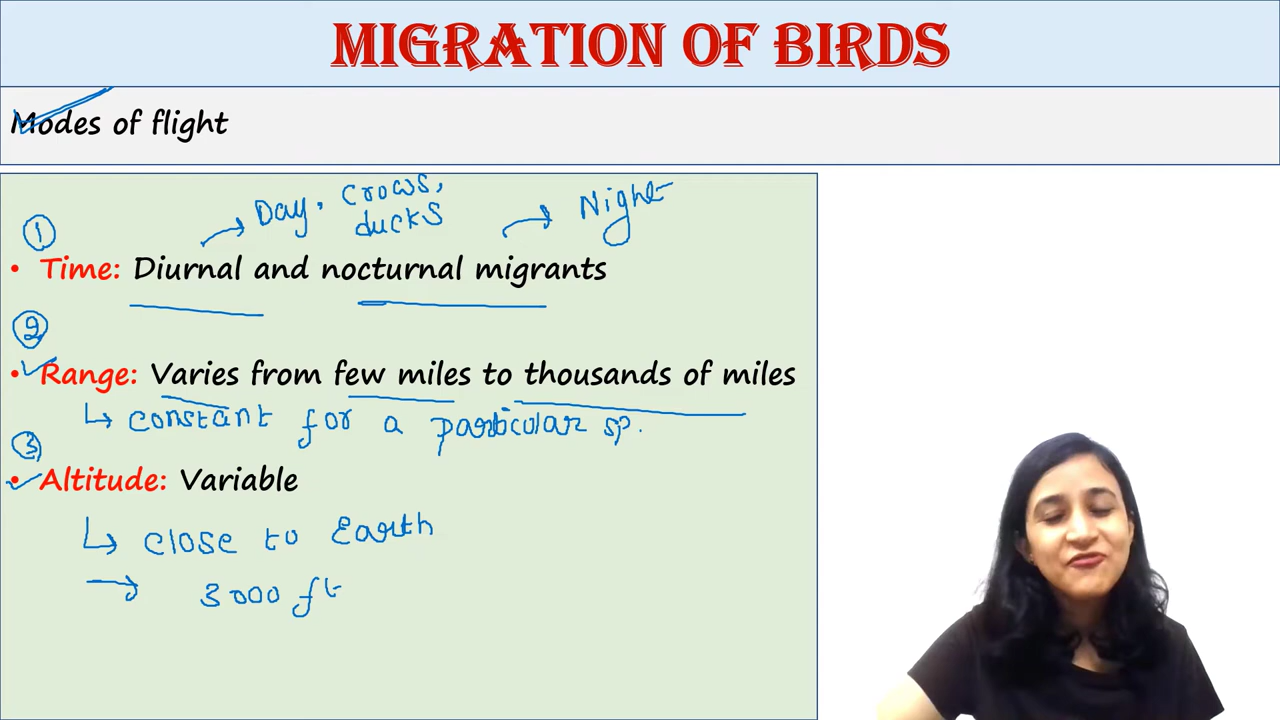 MIGRATION OF BIRDS
Modes of flight
Day. crows,
ducks
Night
1
• Time: Diurnal and nocturnal migrants
2
• Range: Varies from few miles to thousands of miles
↳ constant for a particular sp.
3
• Altitude: Variable
↳ close to Earth
→ 3000 ft